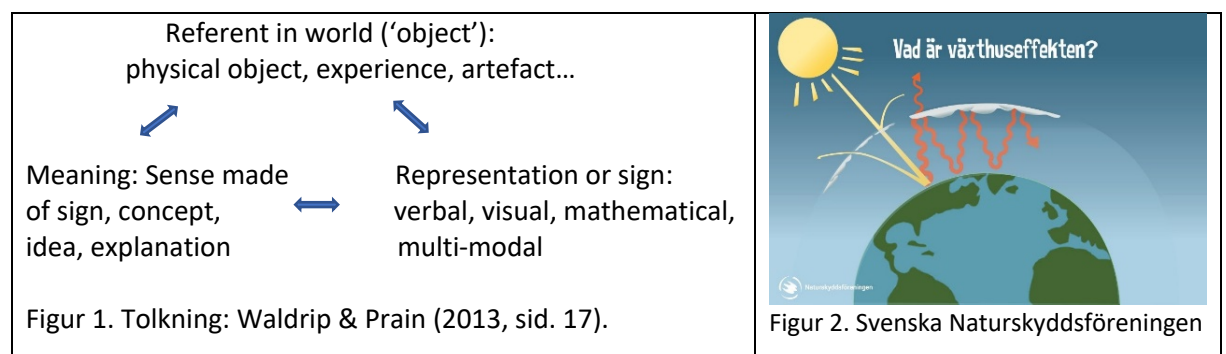 Referent in world (‘object’):
physical object, experience, artefact…
Meaning: Sense made
of sign, concept,
idea, explanation
Representation or sign:
verbal, visual, mathematical,
multi-modal
Figur 1. Tolkning: Waldrip & Prain (2013, sid. 17).
Vad är växthuseffekten?
Naturskyddsföreningen
Figur 2. Svenska Naturskyddsföreningen